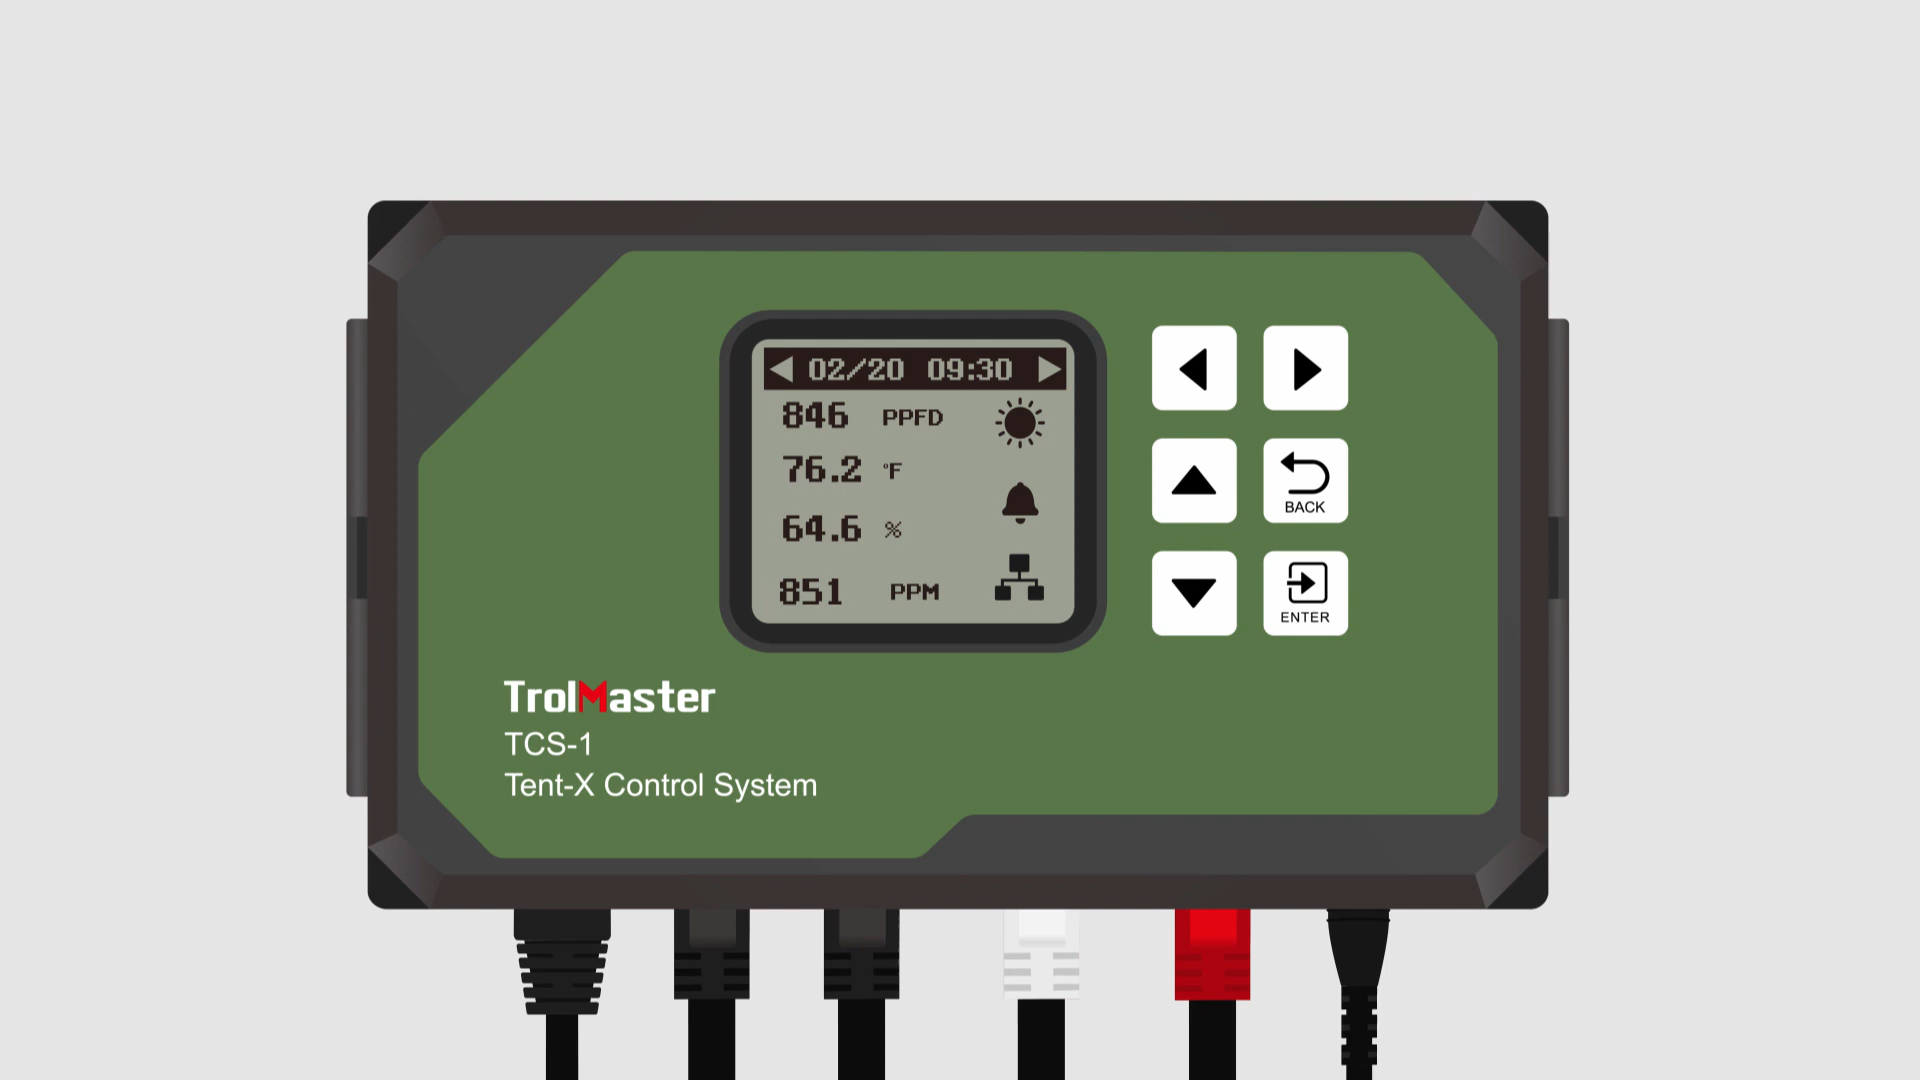 02/20 09:30
846 PPFD
76.2 °F
64.6 %
851 PPM
BACK
ENTER
TrolMaster
TCS-1
Tent-X Control System